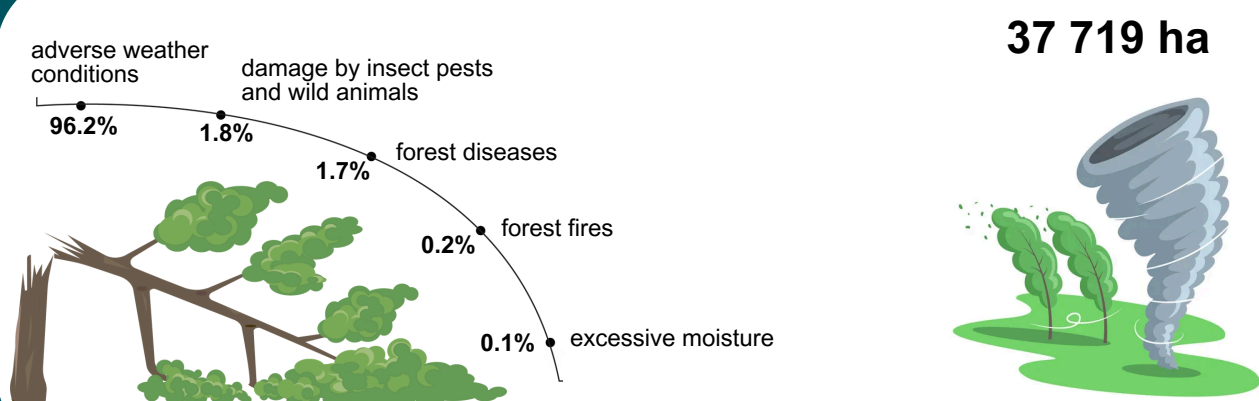 37 719 ha
adverse weather
conditions
96.2%
damage by insect pests
and wild animals
1.8%
forest diseases
1.7%
forest fires
0.2%
excessive moisture
0.1%